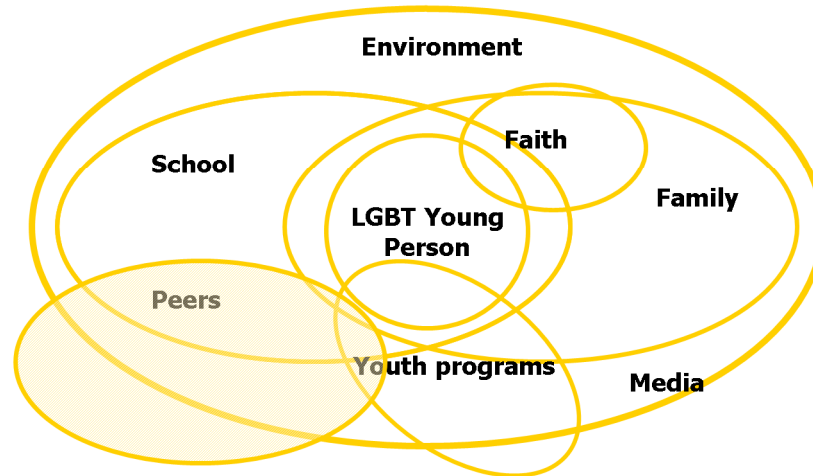 Environment
Faith
School
Family
LGBT Young
Person
Peers
Youth programs
Media